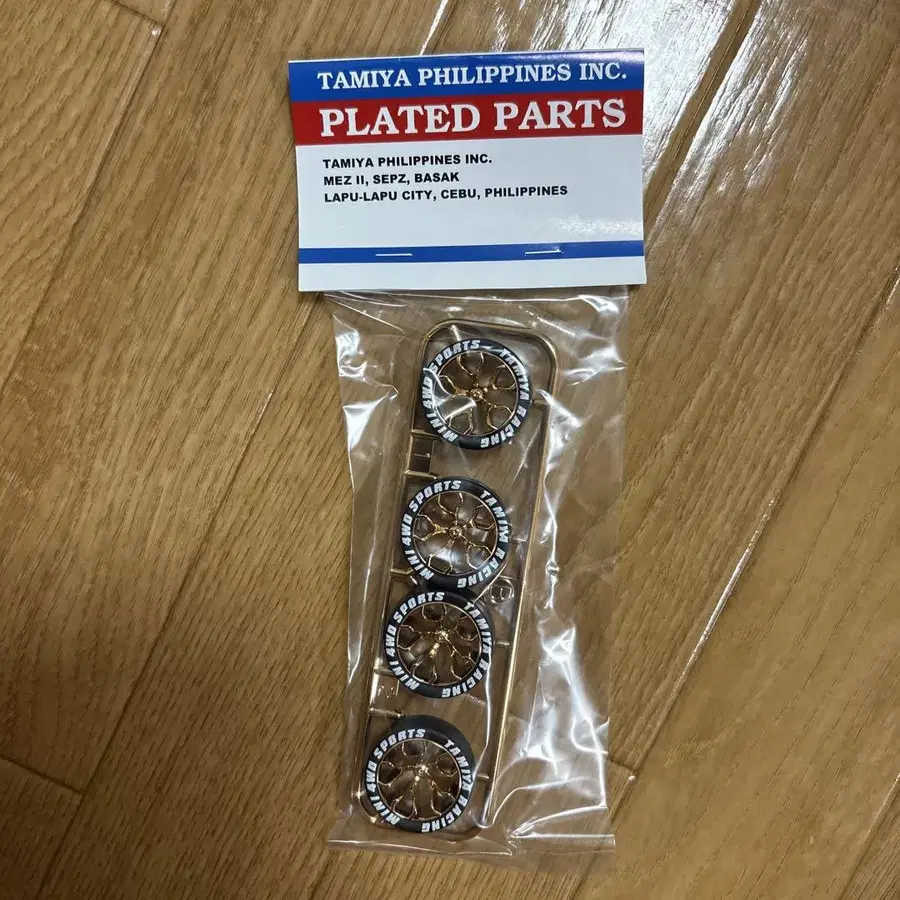 TAMIYA PHILIPPINES INC.
PLATED PARTS
TAMIYA PHILIPPINES INC.
MEZ II, SEPZ, BASAK
LAPU-LAPU CITY, CEBU, PHILIPPINES
MINI 4WD SPORTS TAMIYA RACING
MINI 4WD SPORTS TAMIYA RACING
MINI 4WD SPORTS TAMIYA RACING
MINI 4WD SPORTS TAMIYA RACING